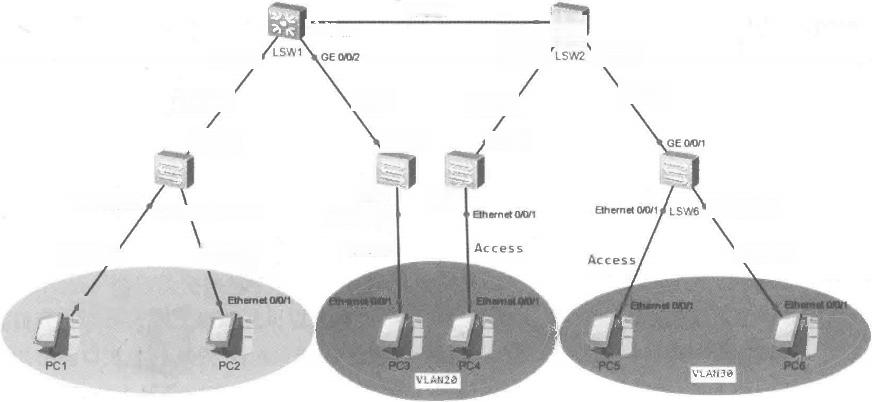 LSW1
LSW2
GE 0/0/2
GE 0/0/1
Ethernet 0/0/1
Ethernet 0/0/1
LSW6
Access
Access
Ethernet 0/0/1
Ethernet 0/0/1
Ethernet 0/0/1
Ethernet 0/0/1
Ethernet 0/0/1
PC1
PC2
PC3
PC4
PC5
PC6
VLAN20
VLAN30